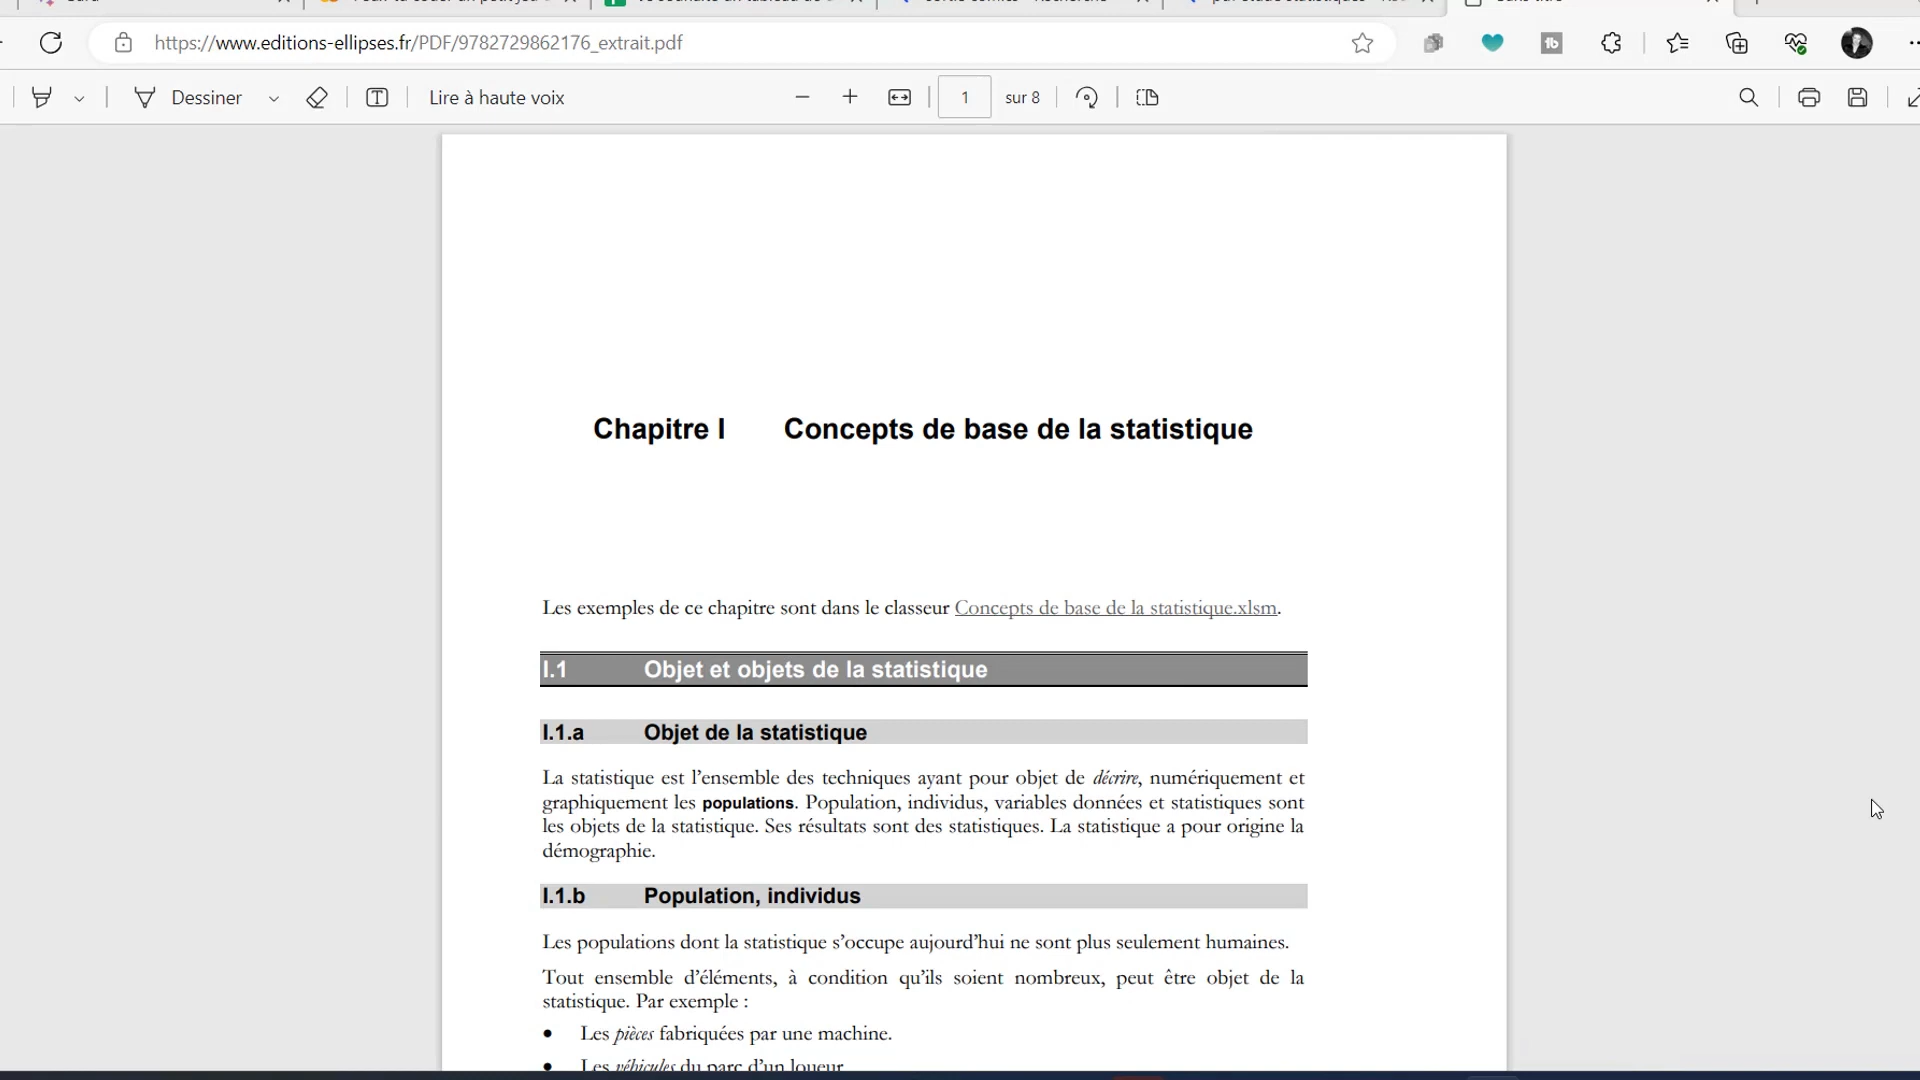 https://www.editions-ellipses.fr/PDF/9782729862176_extrait.pdf
Dessiner
Lire à haute voix
1 sur 8
Chapitre I Concepts de base de la statistique
Les exemples de ce chapitre sont dans le classeur Concepts de base de la statistique.xlsm.
I.1 Objet et objets de la statistique
I.1.a Objet de la statistique
La statistique est l’ensemble des techniques ayant pour objet de décrire, numériquement et
graphiquement les populations. Population, individus, variables données et statistiques sont
les objets de la statistique. Ses résultats sont des statistiques. La statistique a pour origine la
démographie.
I.1.b Population, individus
Les populations dont la statistique s’occupe aujourd’hui ne sont plus seulement humaines.
Tout ensemble d’éléments, à condition qu’ils soient nombreux, peut être objet de la
statistique. Par exemple :
• Les pièces fabriquées par une machine.
• Les véhicules du parc d’un loueur